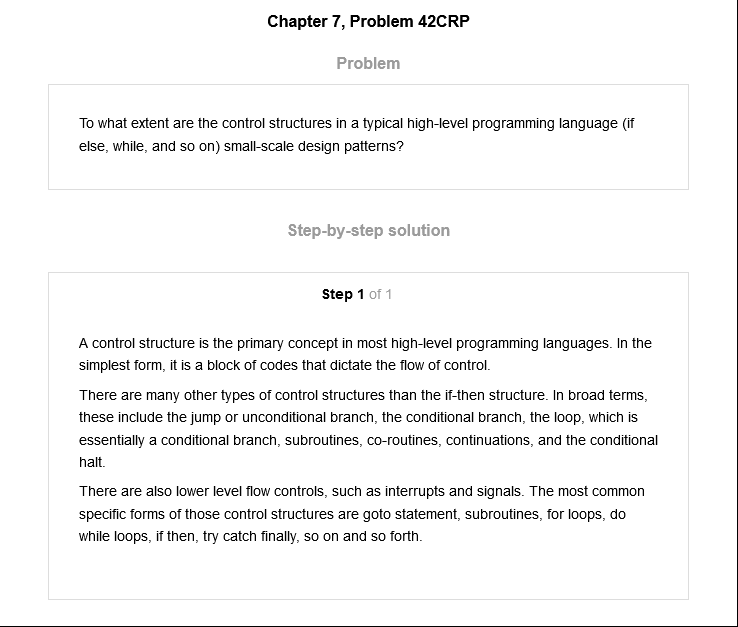 Chapter 7, Problem 42CRP
Problem
To what extent are the control structures in a typical high-level programming language (if
else, while, and so on) small-scale design patterns?
Step-by-step solution
Step 1 of 1
A control structure is the primary concept in most high-level programming languages. In the
simplest form, it is a block of codes that dictate the flow of control.
There are many other types of control structures than the if-then structure. In broad terms,
these include the jump or unconditional branch, the conditional branch, the loop, which is
essentially a conditional branch, subroutines, co-routines, continuations, and the conditional
halt.
There are also lower level flow controls, such as interrupts and signals. The most common
specific forms of those control structures are goto statement, subroutines, for loops, do
while loops, if then, try catch finally, so on and so forth.